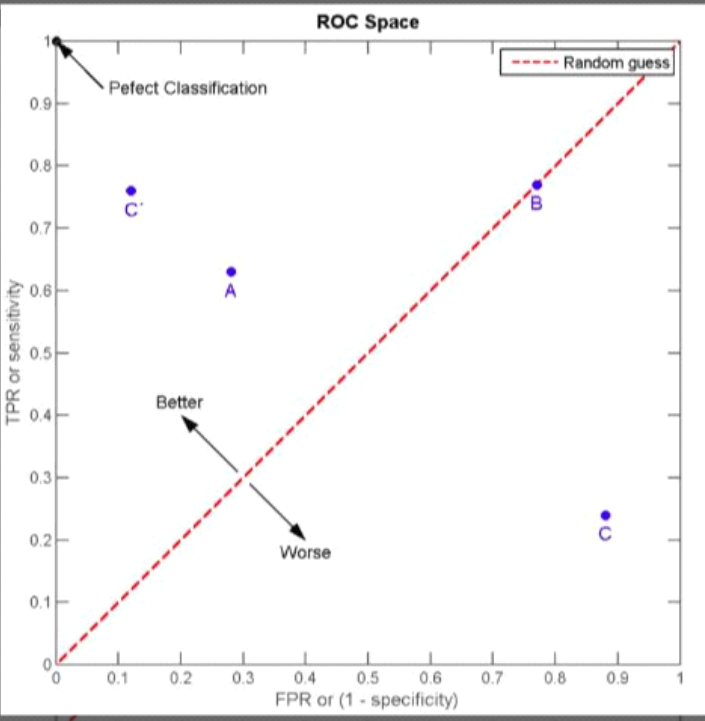 ROC Space
Random guess
Pefect Classification
C´
B
A
Better
Worse
C
TPR or sensitivity
1
0.9
0.8
0.7
0.6
0.5
0.4
0.3
0.2
0.1
0
0 0.1 0.2 0.3 0.4 0.5 0.6 0.7 0.8 0.9 1
FPR or (1 - specificity)